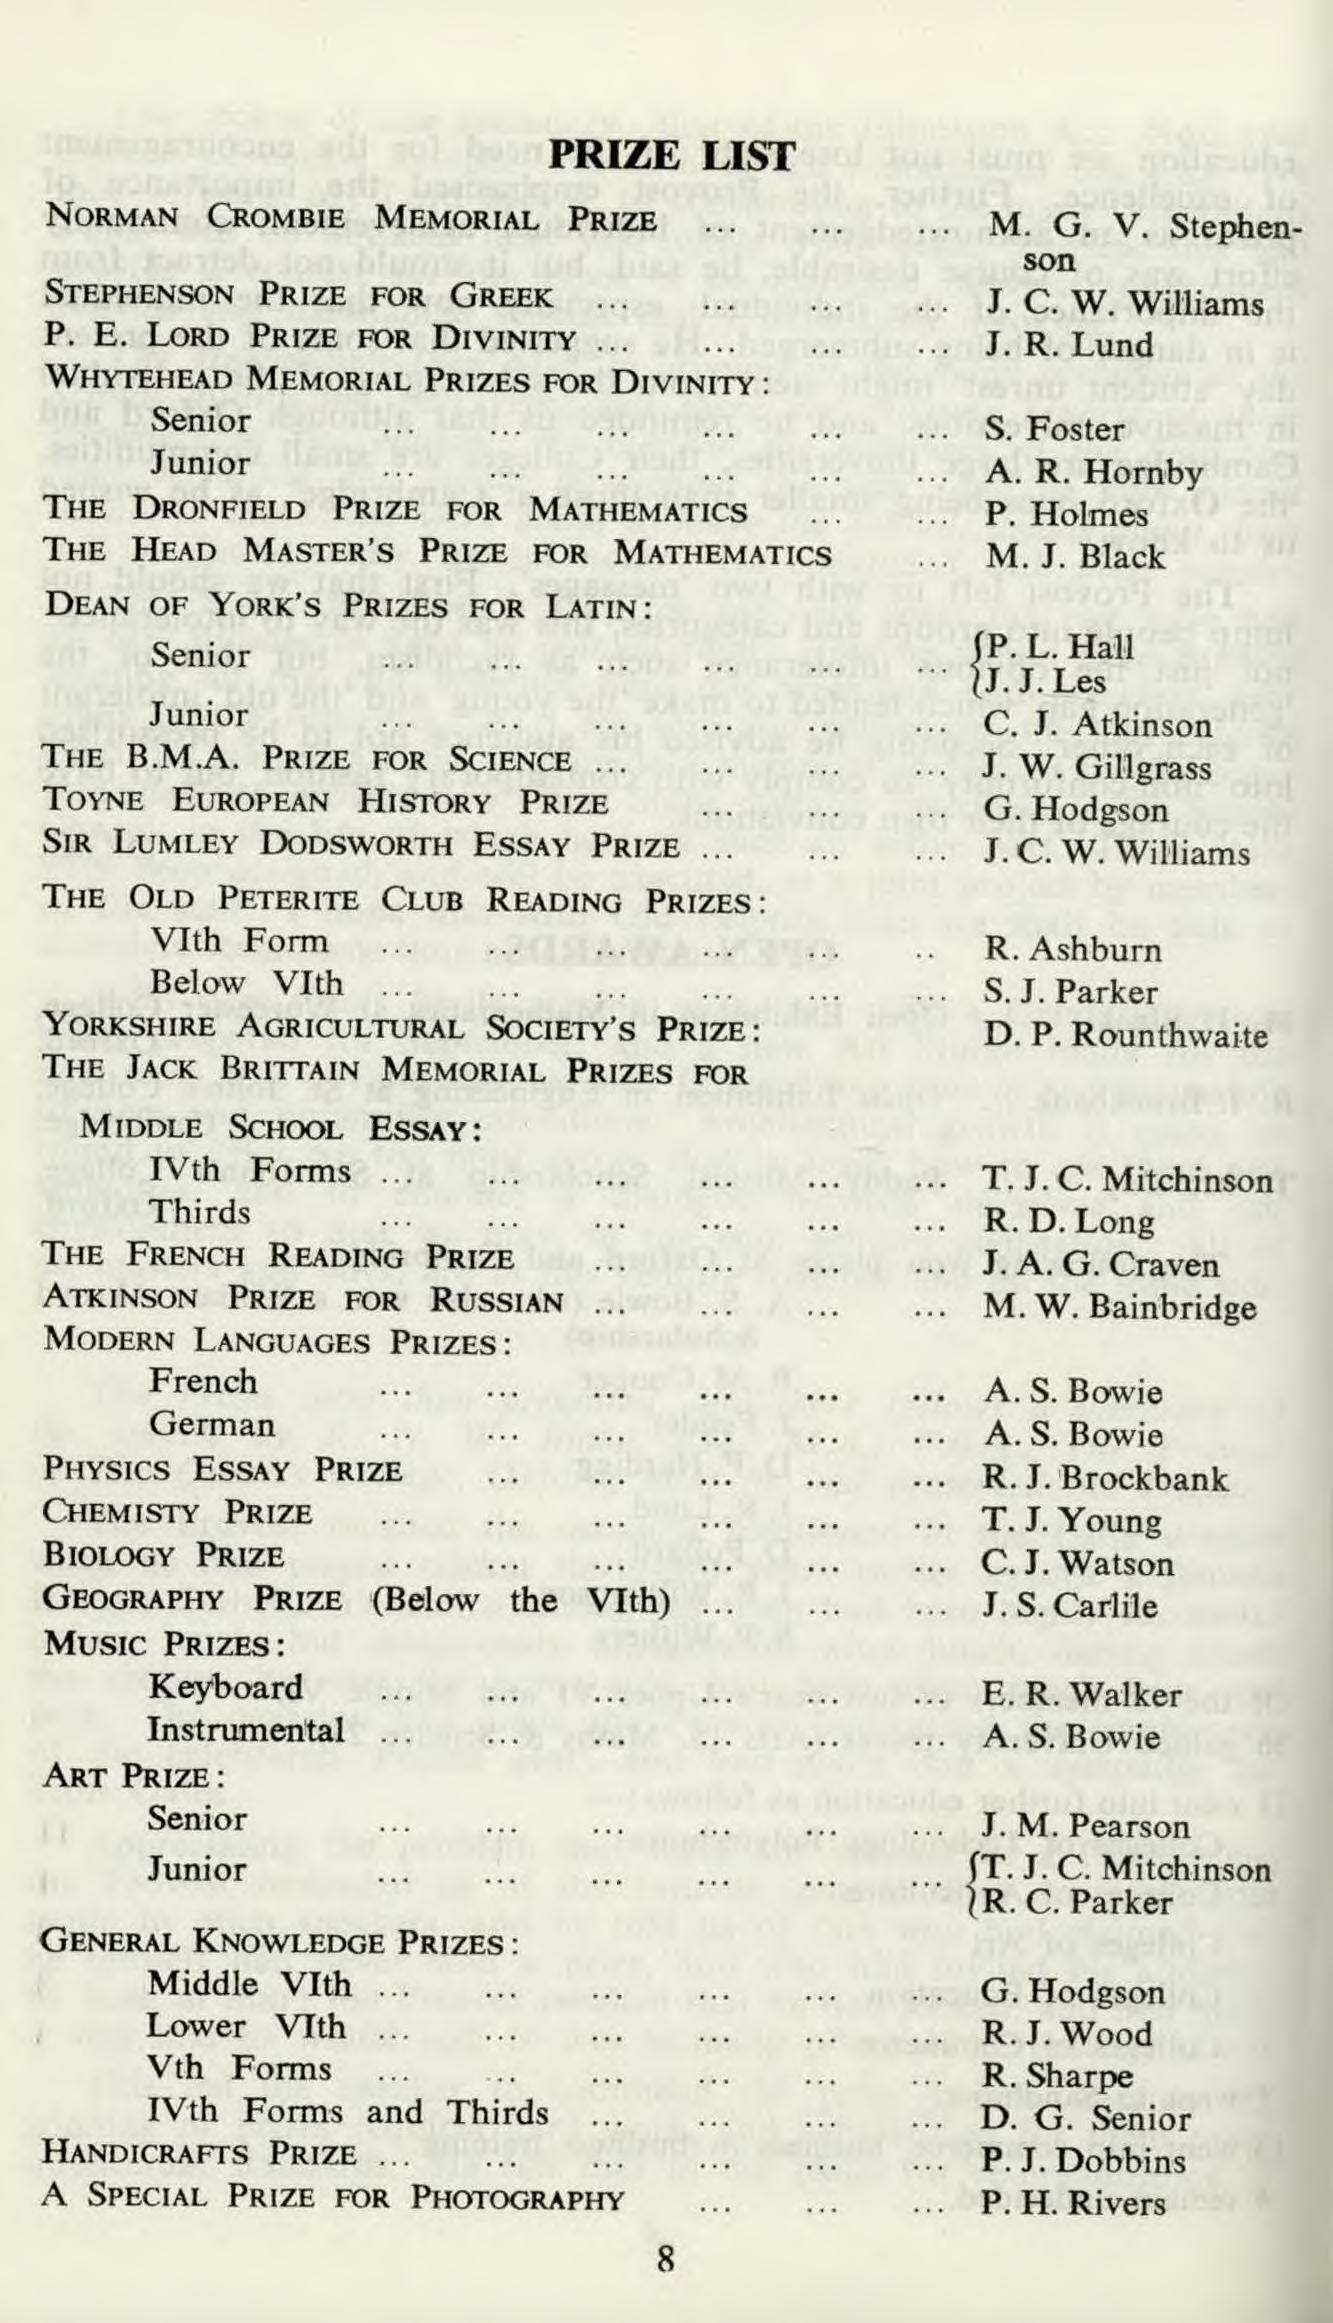 PRIZE LIST
NORMAN CROMBIE MEMORIAL PRIZE ... ... ... M. G. V. Stephen-
son
STEPHENSON PRIZE FOR GREEK ... ... ... ... J. C. W. Williams
P. E. LORD PRIZE FOR DIVINITY ... ... ... ... J. R. Lund
WHYTEHEAD MEMORIAL PRIZES FOR DIVINITY:
Senior ... ... ... ... ... ... S. Foster
Junior ... ... ... ... ... ... A. R. Hornby
THE DRONFIELD PRIZE FOR MATHEMATICS ... ... P. Holmes
THE HEAD MASTER'S PRIZE FOR MATHEMATICS ... M. J. Black
DEAN OF YORK'S PRIZES FOR LATIN:
Senior ... ... ... ... ... ... {P. L. Hall
{J. J. Les
Junior ... ... ... ... ... ... C. J. Atkinson
THE B.M.A. PRIZE FOR SCIENCE ... ... ... ... J. W. Gillgrass
TOYNE EUROPEAN HISTORY PRIZE ... ... ... G. Hodgson
SIR LUMLEY DODSWORTH ESSAY PRIZE ... ... ... J. C. W. Williams
THE OLD PETERITE CLUB READING PRIZES:
VIth Form ... ... ... ... ... .. R. Ashburn
Below VIth ... ... ... ... ... ... S. J. Parker
YORKSHIRE AGRICULTURAL SOCIETY'S PRIZE: D. P. Rounthwaite
THE JACK BRITTAIN MEMORIAL PRIZES FOR
MIDDLE SCHOOL ESSAY:
IVth Forms ... ... ... ... ... ... T. J. C. Mitchinson
Thirds ... ... ... ... ... ... R. D. Long
THE FRENCH READING PRIZE ... ... ... ... J. A. G. Craven
ATKINSON PRIZE FOR RUSSIAN ... ... ... ... M. W. Bainbridge
MODERN LANGUAGES PRIZES:
French ... ... ... ... ... ... A. S. Bowie
German ... ... ... ... ... ... A. S. Bowie
PHYSICS ESSAY PRIZE ... ... ... ... ... R. J. Brockbank
CHEMISTY PRIZE ... ... ... ... ... ... T. J. Young
BIOLOGY PRIZE ... ... ... ... ... ... C. J. Watson
GEOGRAPHY PRIZE (Below the VIth) ... ... ... J. S. Carlile
MUSIC PRIZES:
Keyboard ... ... ... ... ... ... E. R. Walker
Instrumental ... ... ... ... ... ... A. S. Bowie
ART PRIZE:
Senior ... ... ... ... ... ... J. M. Pearson
Junior ... ... ... ... ... ... {T. J. C. Mitchinson
{R. C. Parker
GENERAL KNOWLEDGE PRIZES:
Middle VIth ... ... ... ... ... ... G. Hodgson
Lower VIth ... ... ... ... ... ... R. J. Wood
Vth Forms ... ... ... ... ... ... R. Sharpe
IVth Forms and Thirds ... ... ... ... D. G. Senior
HANDICRAFTS PRIZE ... ... ... ... ... ... P. J. Dobbins
A SPECIAL PRIZE FOR PHOTOGRAPHY ... ... ... P. H. Rivers
8